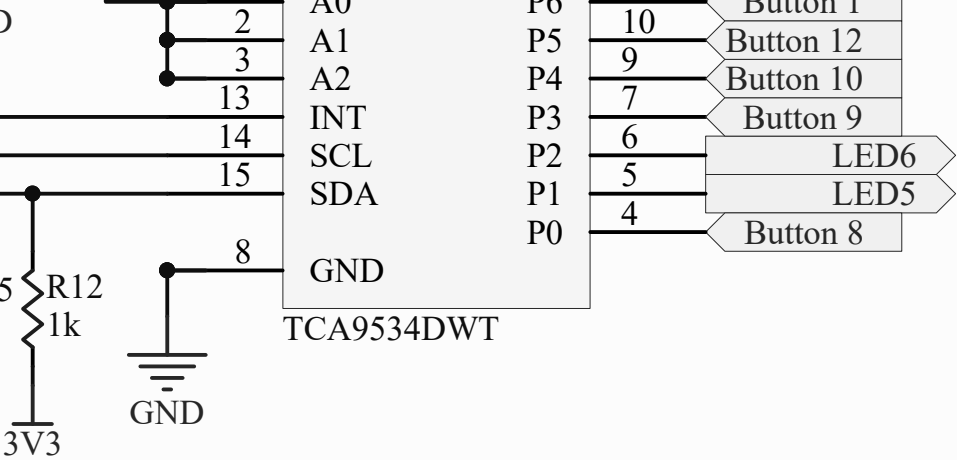 A0 P6 Button 1
D 2 A1 P5 10 Button 12
3 A2 P4 9 Button 10
13 INT P3 7 Button 9
14 SCL P2 6 LED6
15 SDA P1 5 LED5
P0 4 Button 8
8 GND
5 R12
1k
TCA9534DWT
GND
3V3